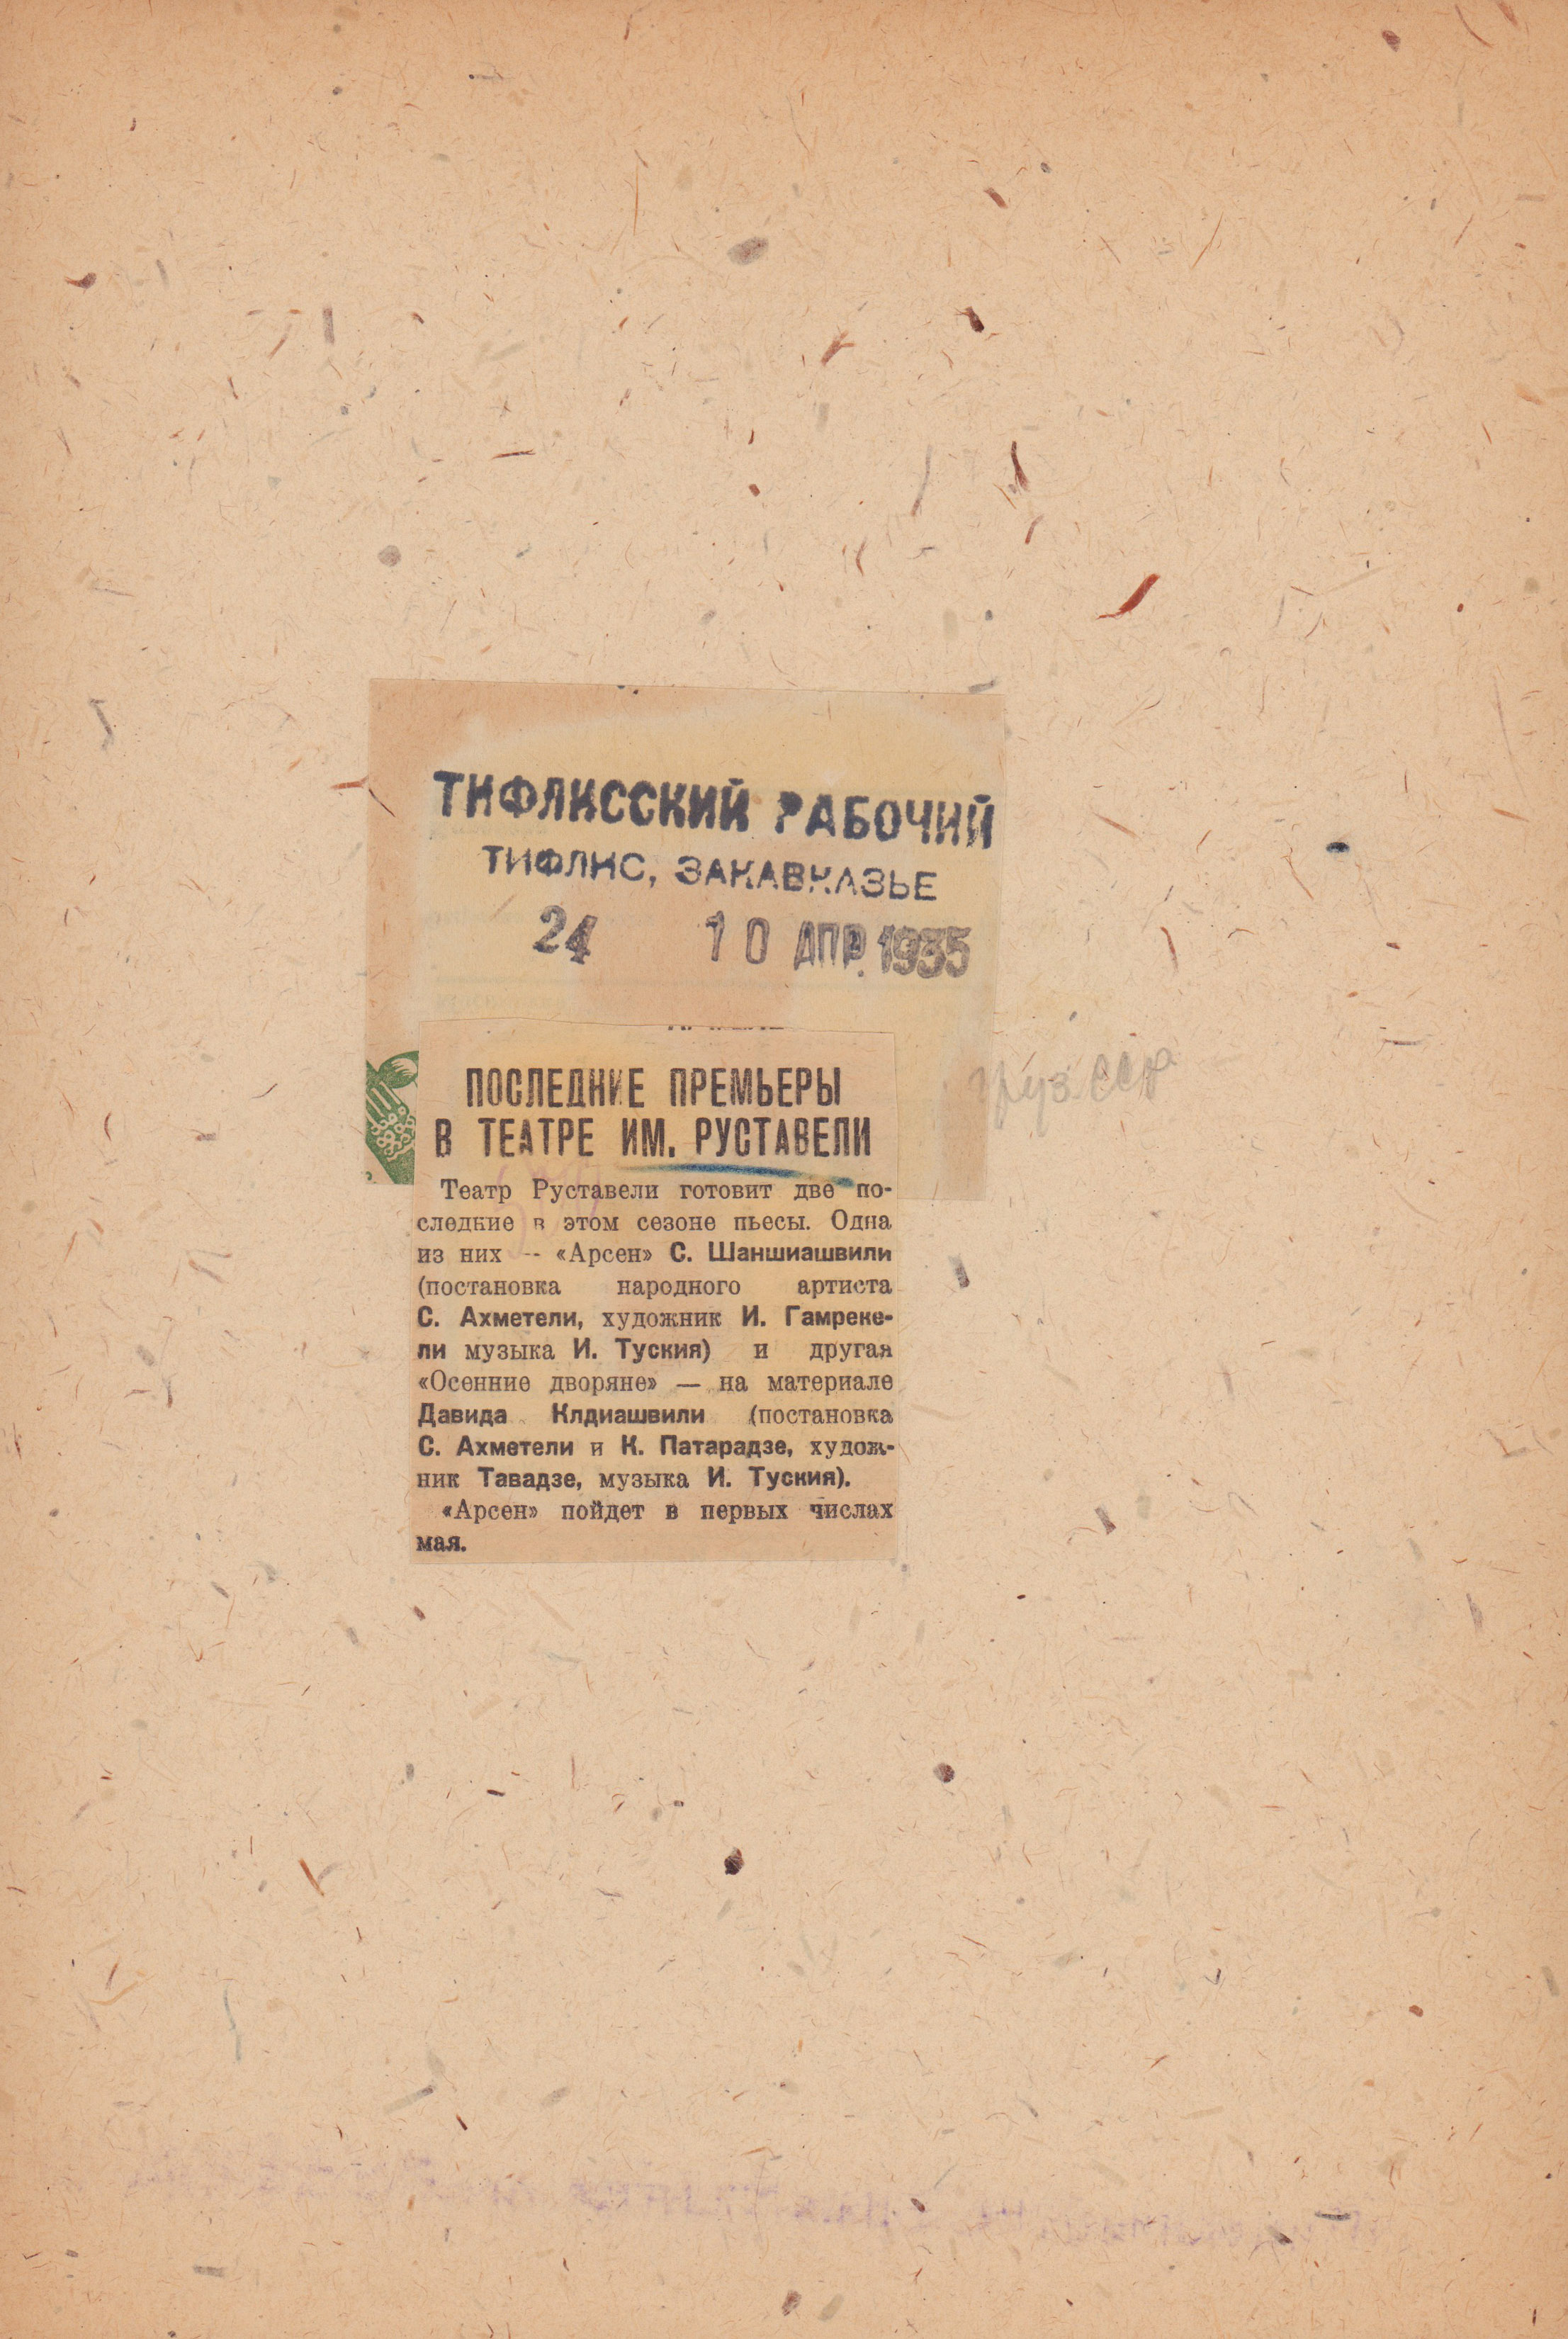 ТИФЛИССКИЙ РАБОЧИЙ
ТИФЛИС, ЗАКАВКАЗЬЕ
24 10 АПР. 1935
ПОСЛЕДНИЕ ПРЕМЬЕРЫ
В ТЕАТРЕ ИМ. РУСТАВЕЛИ
Театр Руставели готовит две по-
следние в этом сезоне пьесы. Одна
из них — «Арсен» С. Шаншиашвили
(постановка народного артиста
С. Ахметели, художник И. Гамреке-
ли музыка И. Туския) и другая
«Осенние дворяне» — на материале
Давида Клдиашвили (постановка
С. Ахметели и К. Патарадзе, худож-
ник Тавадзе, музыка И. Туския).
«Арсен» пойдет в первых числах
мая.